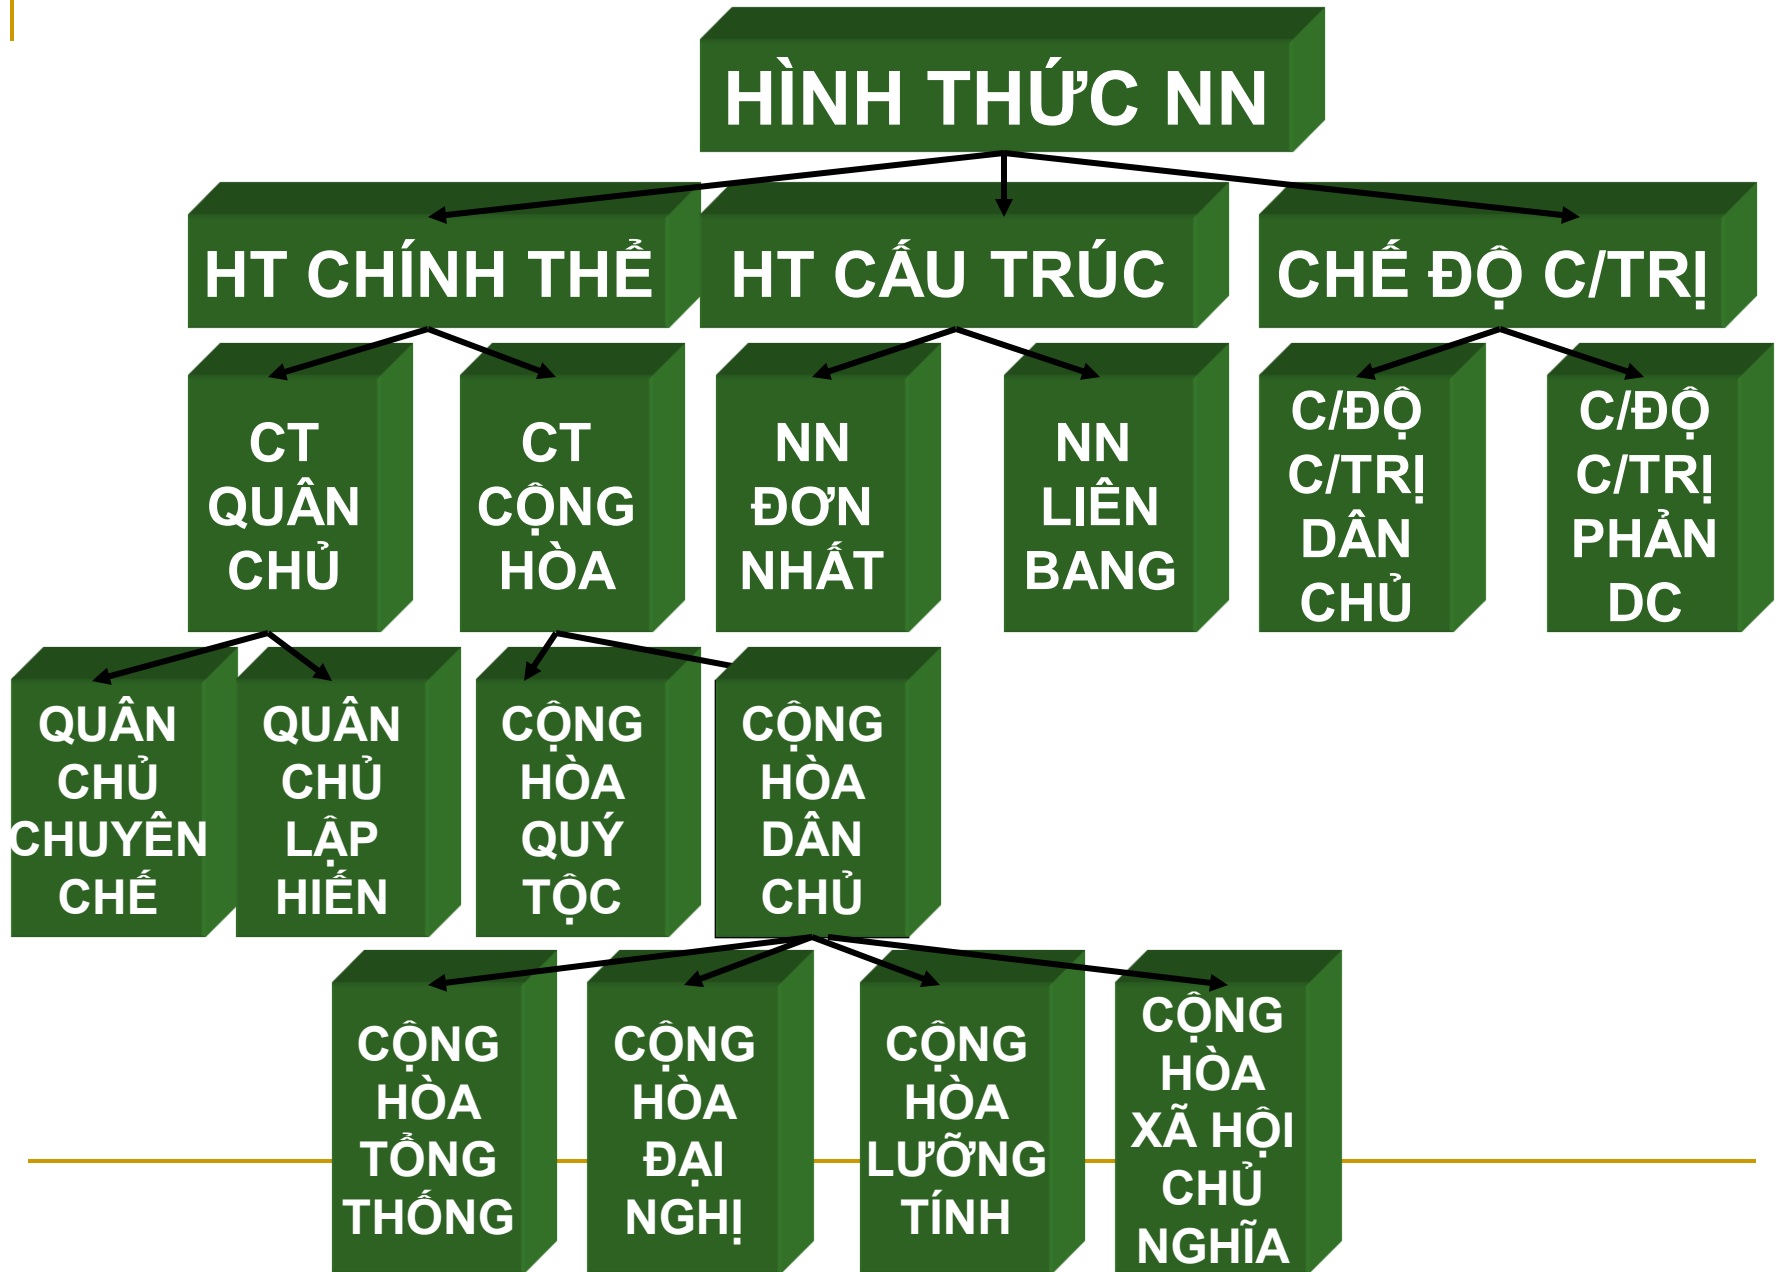 HÌNH THỨC NN
HT CHÍNH THỂ
HT CẤU TRÚC
CHẾ ĐỘ C/TRỊ
CT
QUÂN
CHỦ
CT
CỘNG
HÒA
NN
ĐƠN
NHẤT
NN
LIÊN
BANG
C/ĐỘ
C/TRỊ
DÂN
CHỦ
C/ĐỘ
C/TRỊ
PHẢN
DC
QUÂN
CHỦ
CHUYÊN
CHẾ
QUÂN
CHỦ
LẬP
HIẾN
CỘNG
HÒA
QUÝ
TỘC
CỘNG
HÒA
DÂN
CHỦ
CỘNG
HÒA
TỔNG
THỐNG
CỘNG
HÒA
ĐẠI
NGHỊ
CỘNG
HÒA
LƯỠNG
TÍNH
CỘNG
HÒA
XÃ HỘI
CHỦ
NGHĨA